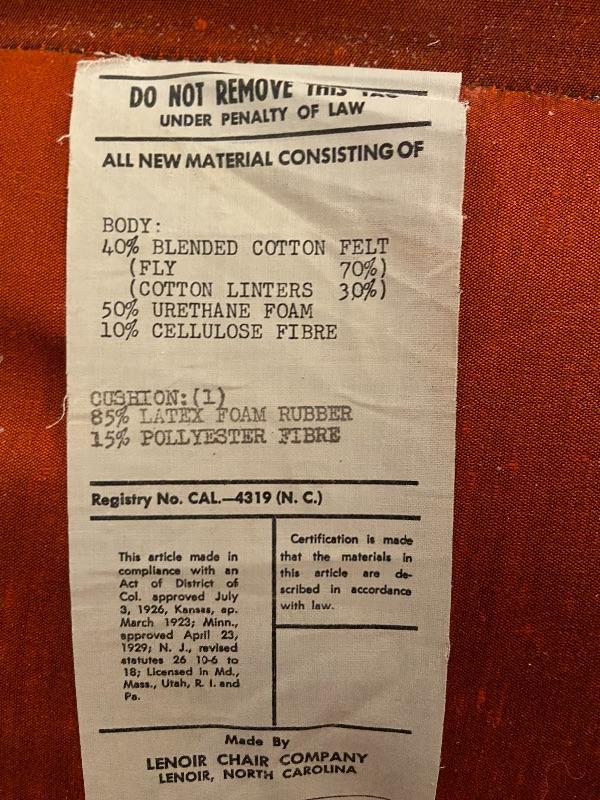 DO NOT REMOVE THIS TAG
UNDER PENALTY OF LAW
ALL NEW MATERIAL CONSISTING OF
BODY:
40% BLENDED COTTON FELT
(FLY 70%)
(COTTON LINTERS 30%)
50% URETHANE FOAM
10% CELLULOSE FIBRE
CUSHION:(1)
85% LATEX FOAM RUBBER
15% POLLYESTER FIBRE
Registry No. CAL.—4319 (N. C.)
This article made in
compliance with an
Act of District of
Col. approved July
3, 1926, Kansas, ap.
March 1923; Minn.,
approved April 23,
1929; N. J., revised
statutes 26 10-6 to
18; Licensed in Md.,
Mass., Utah, R. I. and
Pa.
Certification is made
that the materials in
this article are de-
scribed in accordance
with law.
Made By
LENOIR CHAIR COMPANY
LENOIR, NORTH CAROLINA